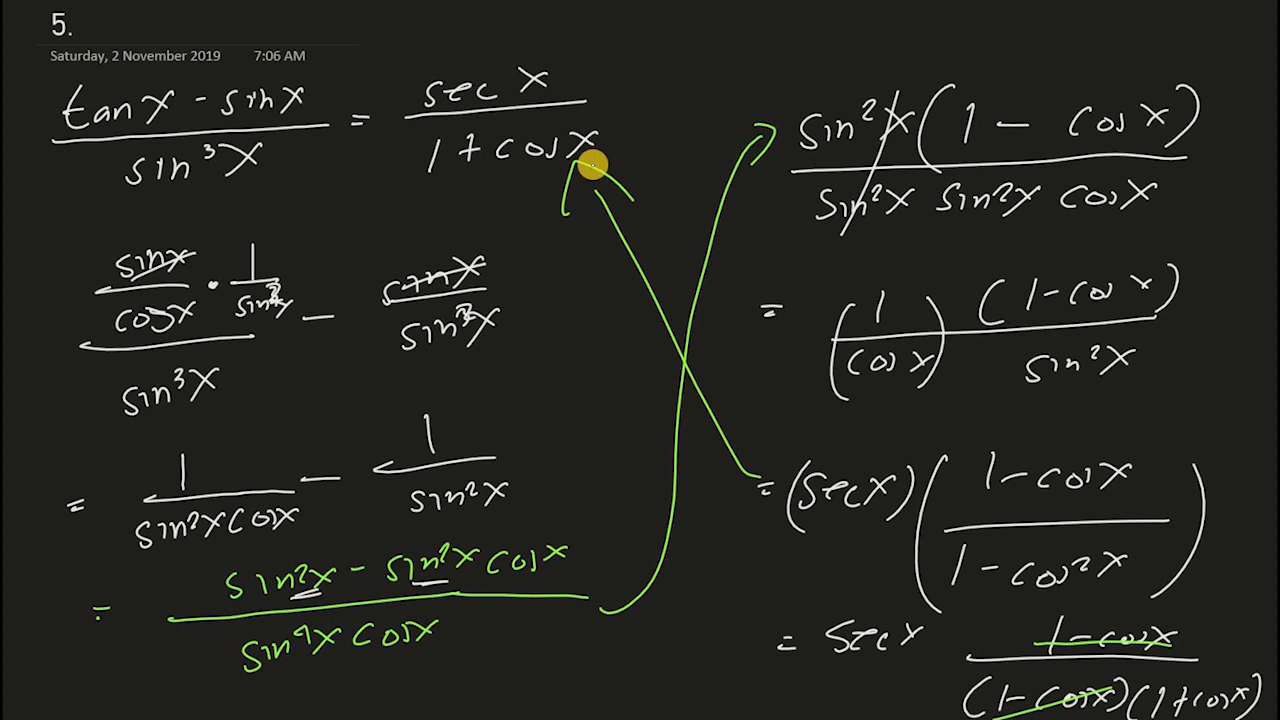 5.
Saturday, 2 November 2019 7:06 AM
(tan x - sin x) / (sin³x) = (sec x) / (1 + cos x)
((sin x / cos x) · (1 / sin²x)) / (sin³x) - (sin x) / (sin²x)
= 1 / (sin²x cos x) - 1 / (sin²x)
= (sin²x - sin²x cos x) / (sin⁴x cos x)
(sin²x (1 - cos x)) / (sin²x sin²x cos x)
= (1 / cos x) (1 - cos x) / (sin²x)
= (sec x) ((1 - cos x) / (1 - cos²x))
= sec x (1 - cos x) / ((1 - cos x)(1 + cos x))